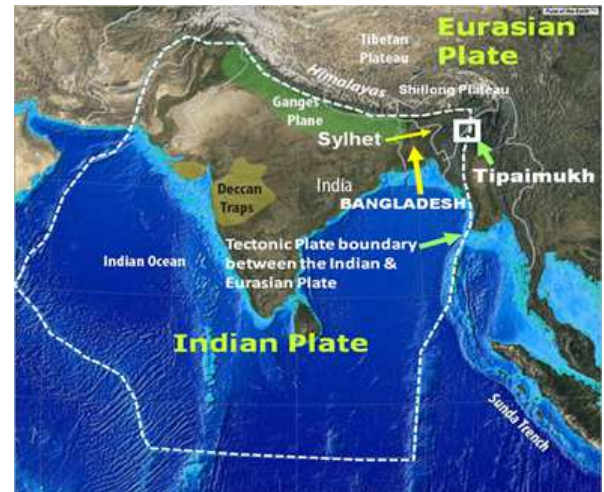 Eurasian
Plate
Tibetan
Plateau
Himalayas
Shillong Plateau
Ganges
Plane
Sylhet
Tipaimukh
Deccan
Traps
India
BANGLADESH
Tectonic Plate boundary
between the Indian &
Eurasian Plate
Indian Ocean
Indian Plate
Sunda Trench